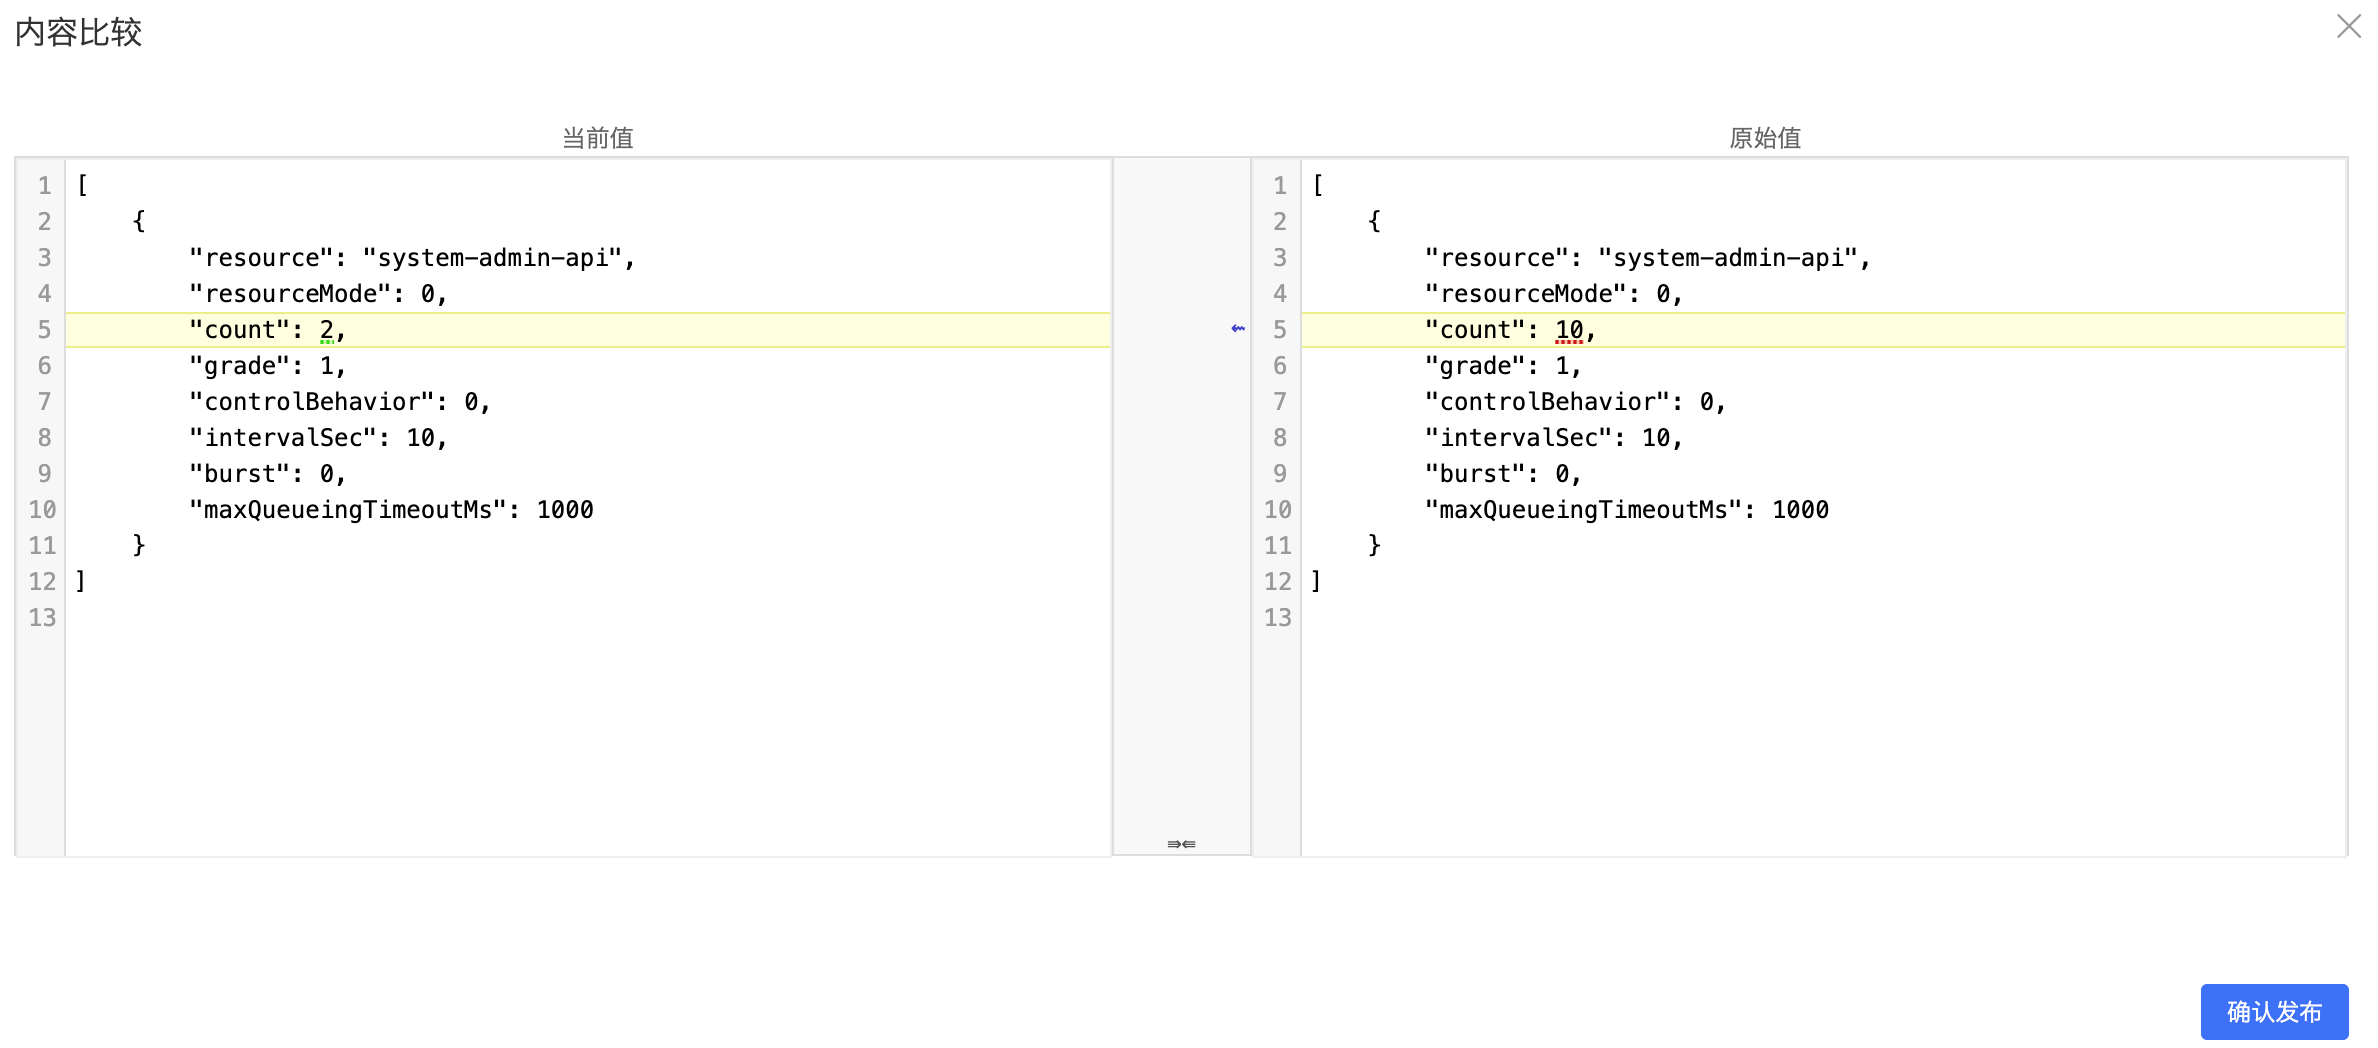 内容比较
当前值
1 [
2     {
3         "resource": "system-admin-api",
4         "resourceMode": 0,
5         "count": 2,
6         "grade": 1,
7         "controlBehavior": 0,
8         "intervalSec": 10,
9         "burst": 0,
10         "maxQueueingTimeoutMs": 1000
11     }
12 ]
13
⇝
⇛⇚
原始值
1 [
2     {
3         "resource": "system-admin-api",
4         "resourceMode": 0,
5         "count": 10,
6         "grade": 1,
7         "controlBehavior": 0,
8         "intervalSec": 10,
9         "burst": 0,
10         "maxQueueingTimeoutMs": 1000
11     }
12 ]
13
确认发布